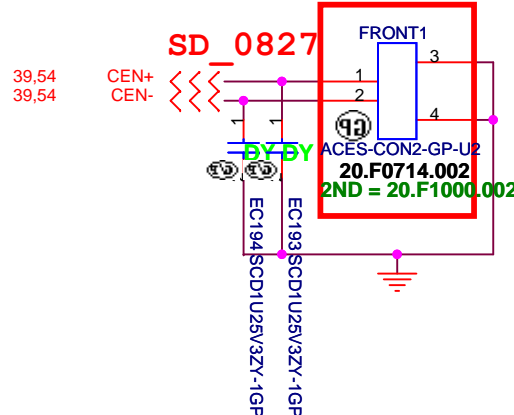 SD_0827
FRONT1
39,54 CEN+
39,54 CEN-
1
2
3
4
GP
ACES-CON2-GP-U2
20.F0714.002
2ND = 20.F1000.002
1
1
DY
DY
EC194
SCD1U25V3ZY-1GP
EC193
SCD1U25V3ZY-1GP